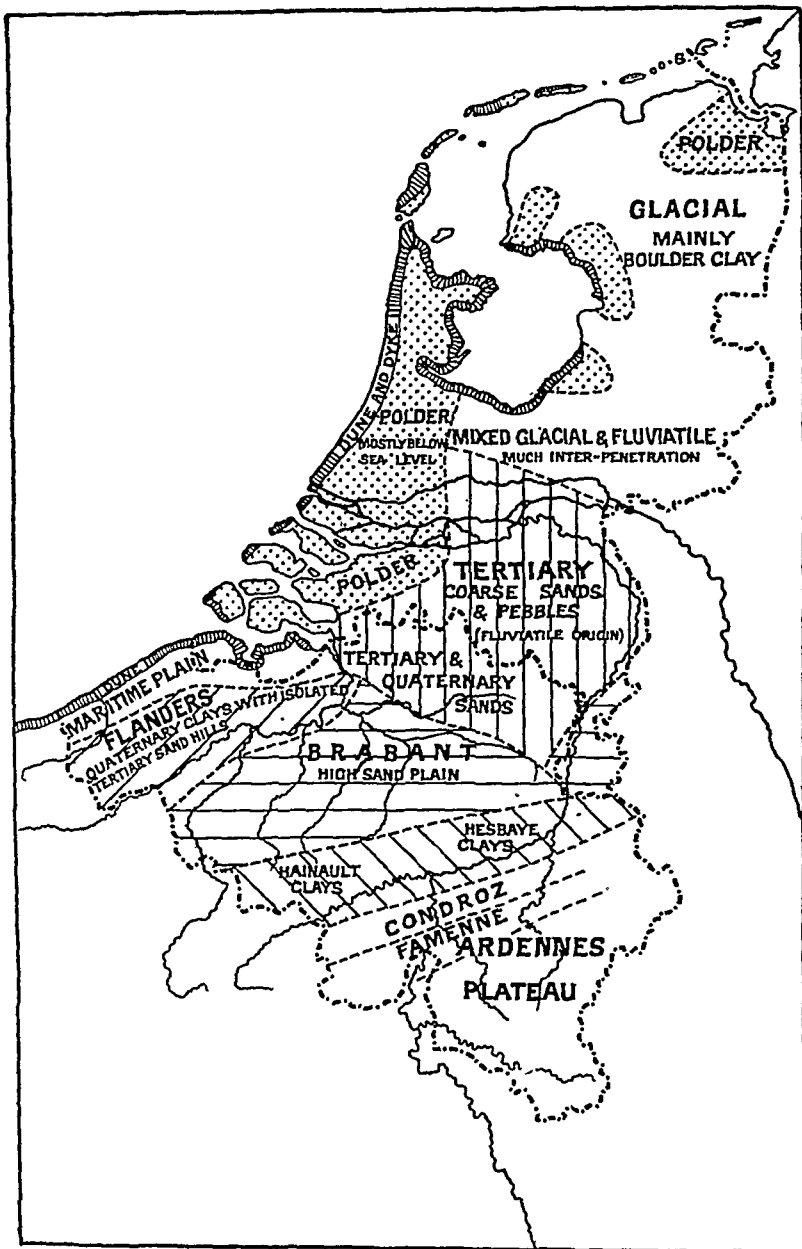 POLDER
GLACIAL
MAINLY
BOULDER CLAY
DUNE AND DYKE
POLDER
MOSTLY BELOW
SEA LEVEL
MIXED GLACIAL & FLUVIATILE
MUCH INTER-PENETRATION
POLDER
TERTIARY
COARSE SANDS
& PEBBLES
(FLUVIATILE ORIGIN)
TERTIARY &
QUATERNARY
SANDS
DUNE
MARITIME PLAIN
FLANDERS
QUATERNARY CLAYS WITH ISOLATED
TERTIARY SAND HILLS
BRABANT
HIGH SAND PLAIN
HESBAYE
CLAYS
HAINAULT
CLAYS
CONDROZ
FAMENNE
ARDENNES
PLATEAU